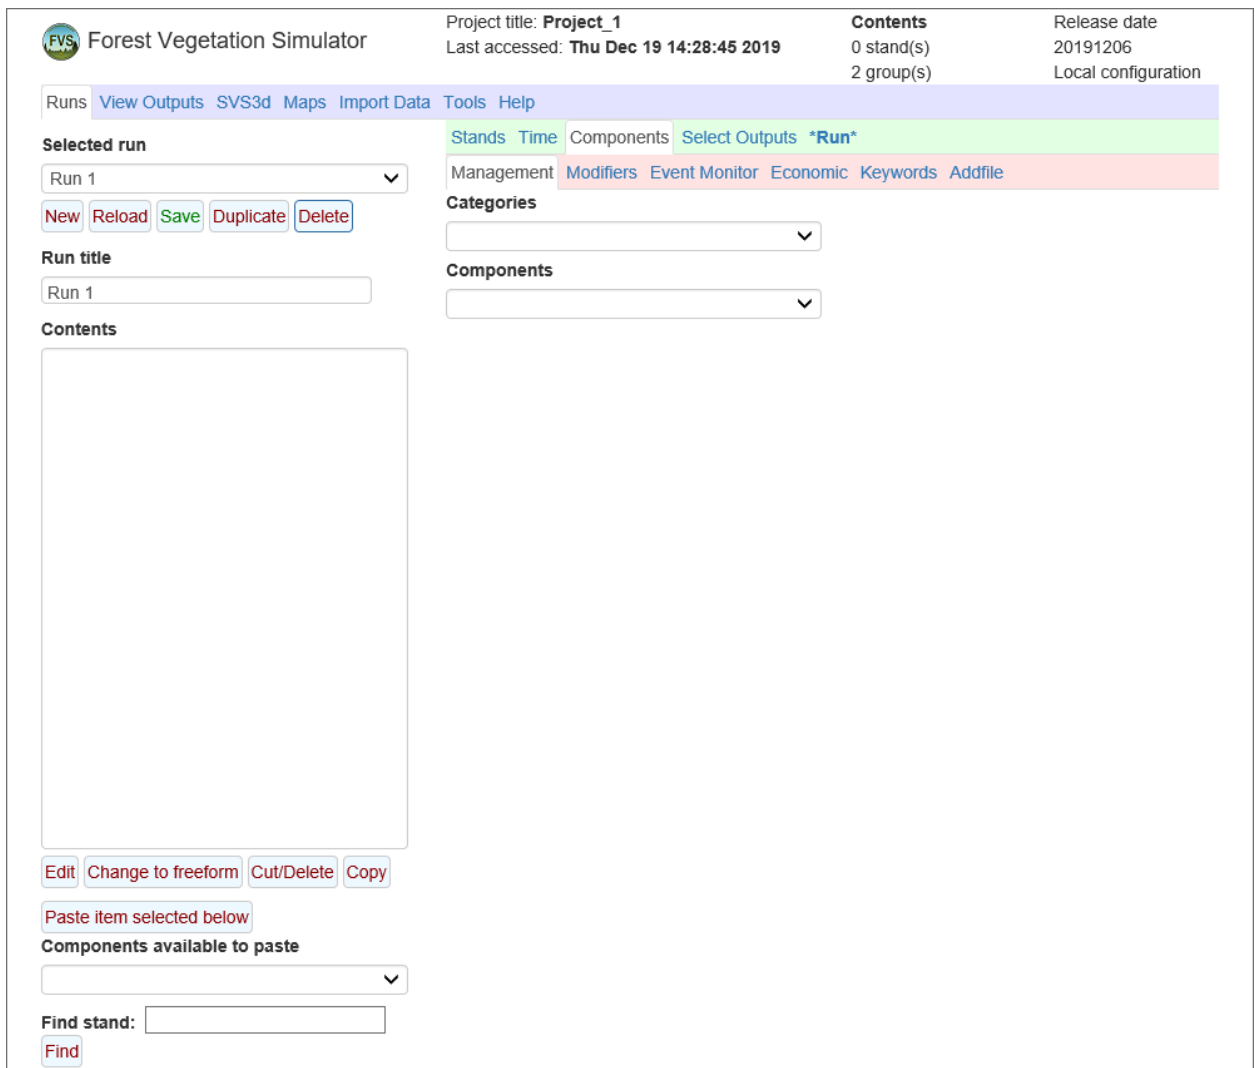 FVS Forest Vegetation Simulator
Project title: Project_1
Last accessed: Thu Dec 19 14:28:45 2019
Contents
0 stand(s)
2 group(s)
Release date
20191206
Local configuration
Runs View Outputs SVS3d Maps Import Data Tools Help
Selected run
Run 1
New Reload Save Duplicate Delete
Run title
Run 1
Contents
Edit Change to freeform Cut/Delete Copy
Paste item selected below
Components available to paste
Find stand:
Find
Stands Time Components Select Outputs *Run*
Management Modifiers Event Monitor Economic Keywords Addfile
Categories
Components